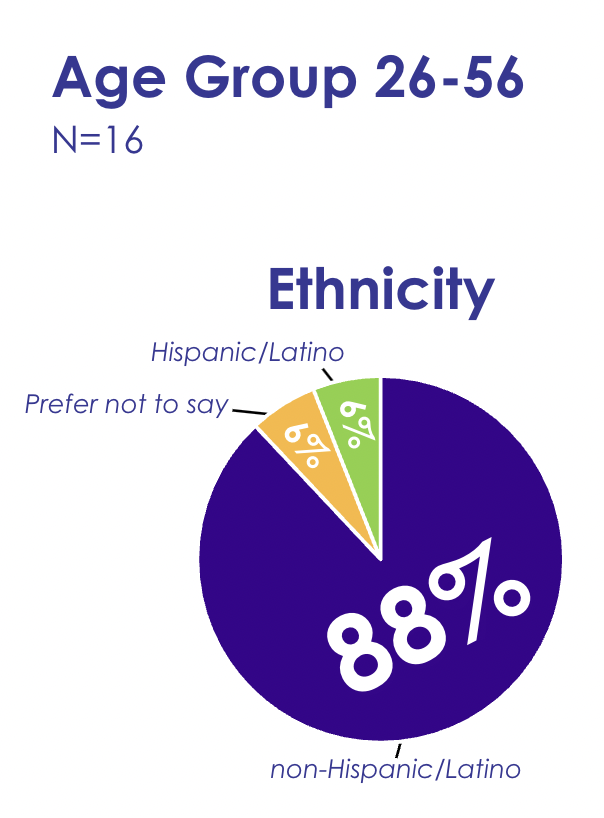 Age Group 26-56
N=16
Ethnicity
Hispanic/Latino
Prefer not to say
6%
6%
88%
non-Hispanic/Latino